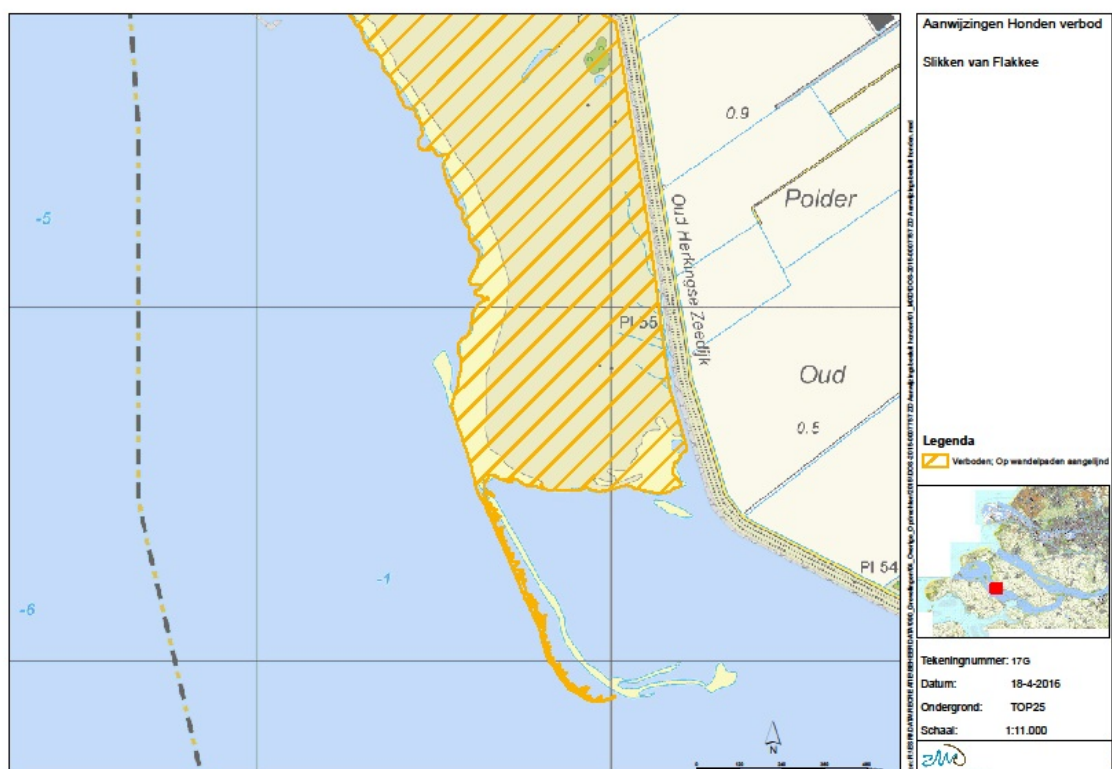 Aanwijzingen Honden verbod
Slikken van Flakkee
0.9
Polder
-5
Oud Herkingse Zeedijk
Pl 55
Oud
0.5
-1
Pl 54
-6
N
Legenda
Verboden; Op wandelpaden aangelijnd
Tekeningnummer: 17G
Datum: 18-4-2016
Ondergrond: TOP25
Schaal: 1:11.000